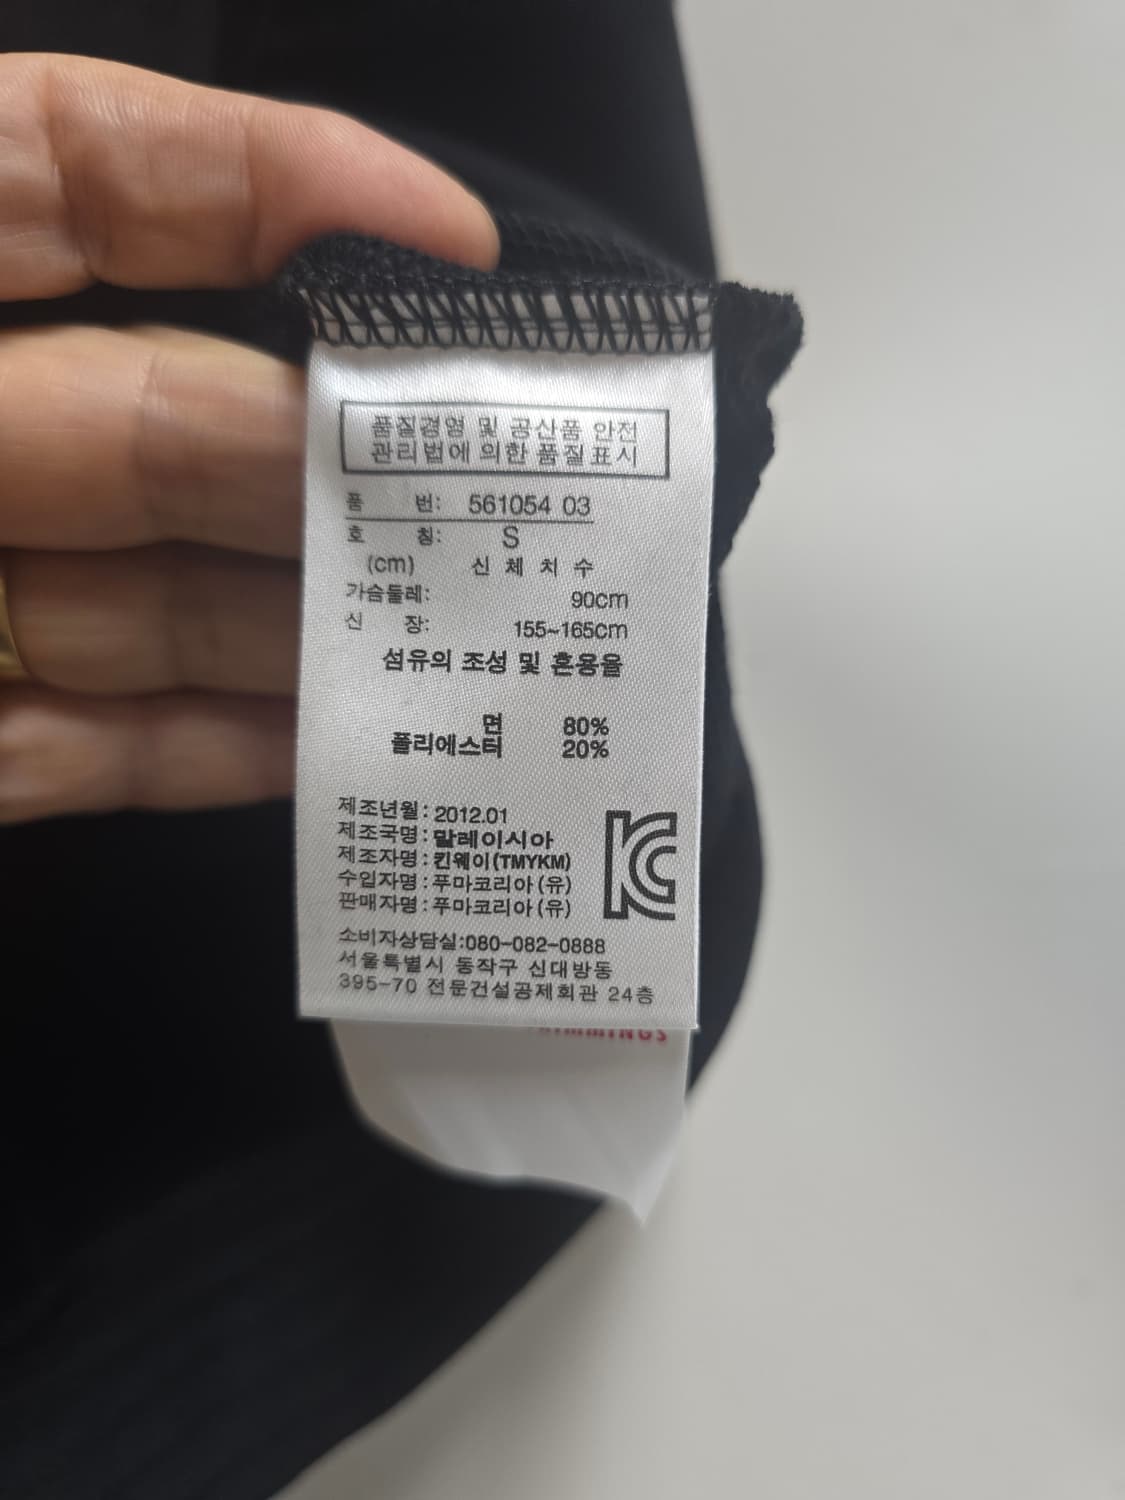 품질경영 및 공산품 안전
관리법에 의한 품질표시
품 번: 561054 03
호 칭: S
(cm) 신 체 치 수
가슴둘레: 90cm
신 장: 155~165cm
섬유의 조성 및 혼용율
면 80%
폴리에스터 20%
제조년월: 2012.01
제조국명: 말레이시아
제조자명: 킨웨이(TMYKM)
수입자명: 푸마코리아(유)
판매자명: 푸마코리아(유)
KC
소비자상담실:080-082-0888
서울특별시 동작구 신대방동
395-70 전문건설공제회관 24층